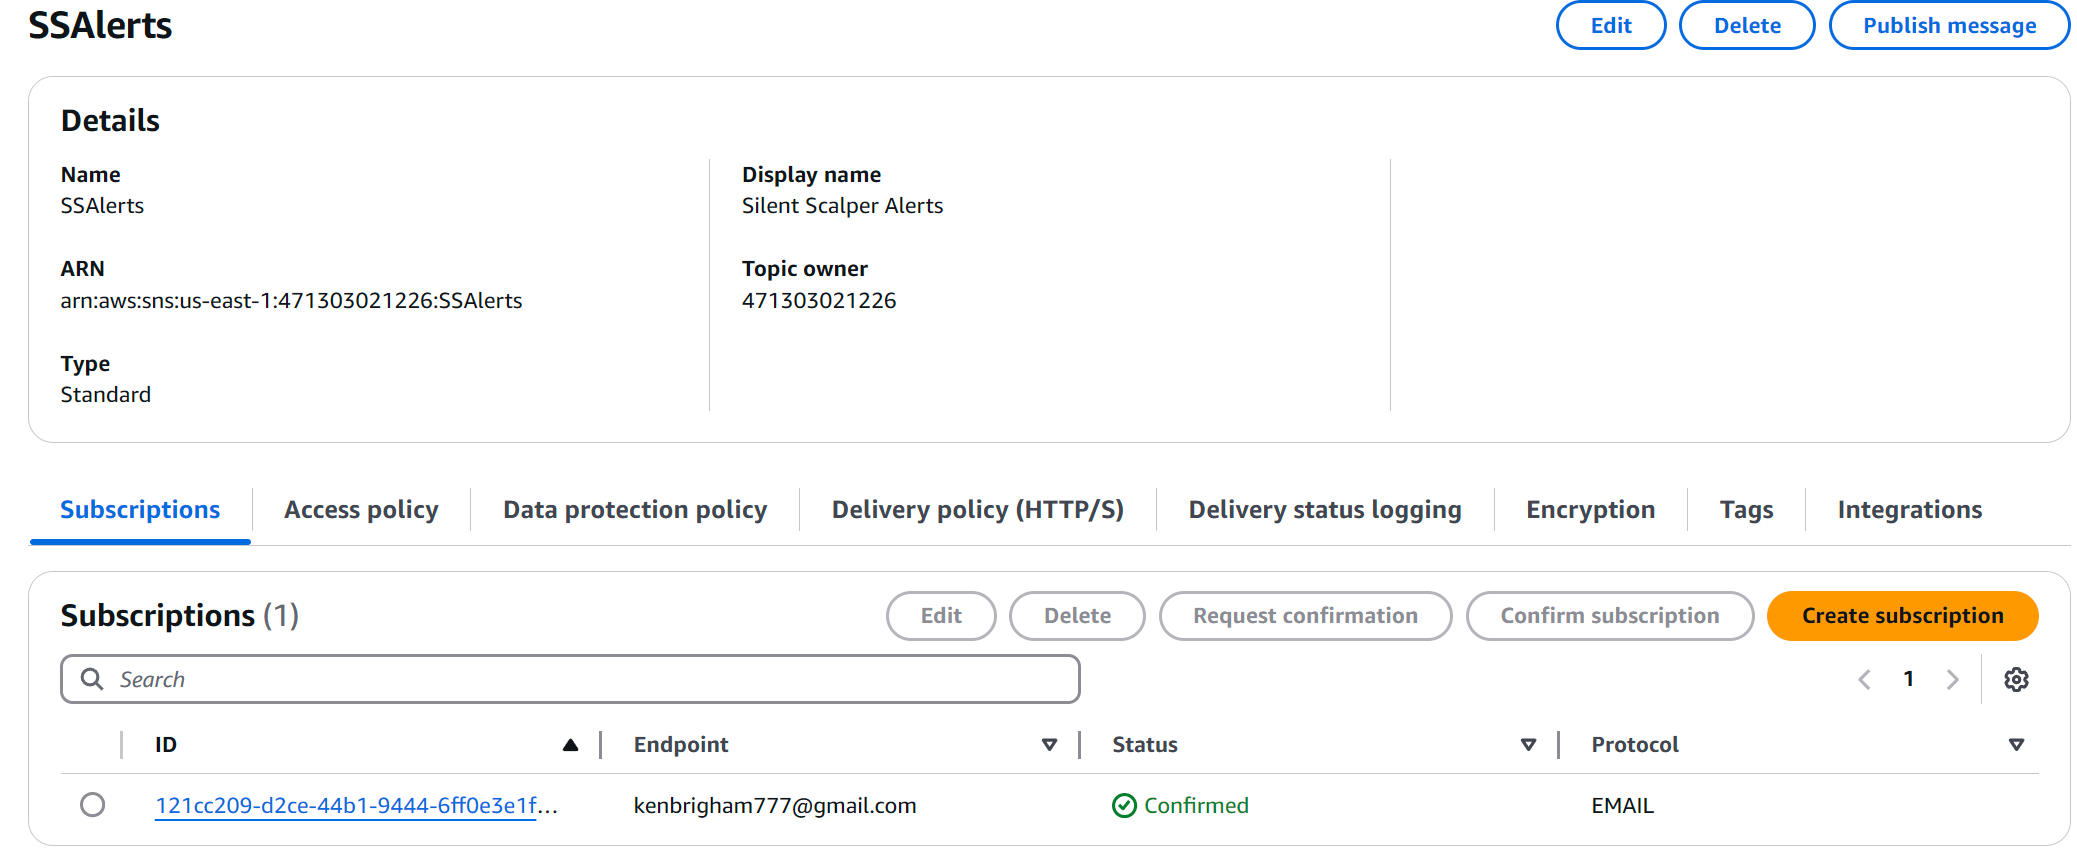 SSAlerts
Edit Delete Publish message
Details
Name
SSAlerts
ARN
arn:aws:sns:us-east-1:471303021226:SSAlerts
Type
Standard
Display name
Silent Scalper Alerts
Topic owner
471303021226
Subscriptions Access policy Data protection policy Delivery policy (HTTP/S) Delivery status logging Encryption Tags Integrations
Subscriptions (1)
Edit Delete Request confirmation Confirm subscription Create subscription
Search
1
ID Endpoint Status Protocol
121cc209-d2ce-44b1-9444-6ff0e3e1f... kenbrigham777@gmail.com Confirmed EMAIL